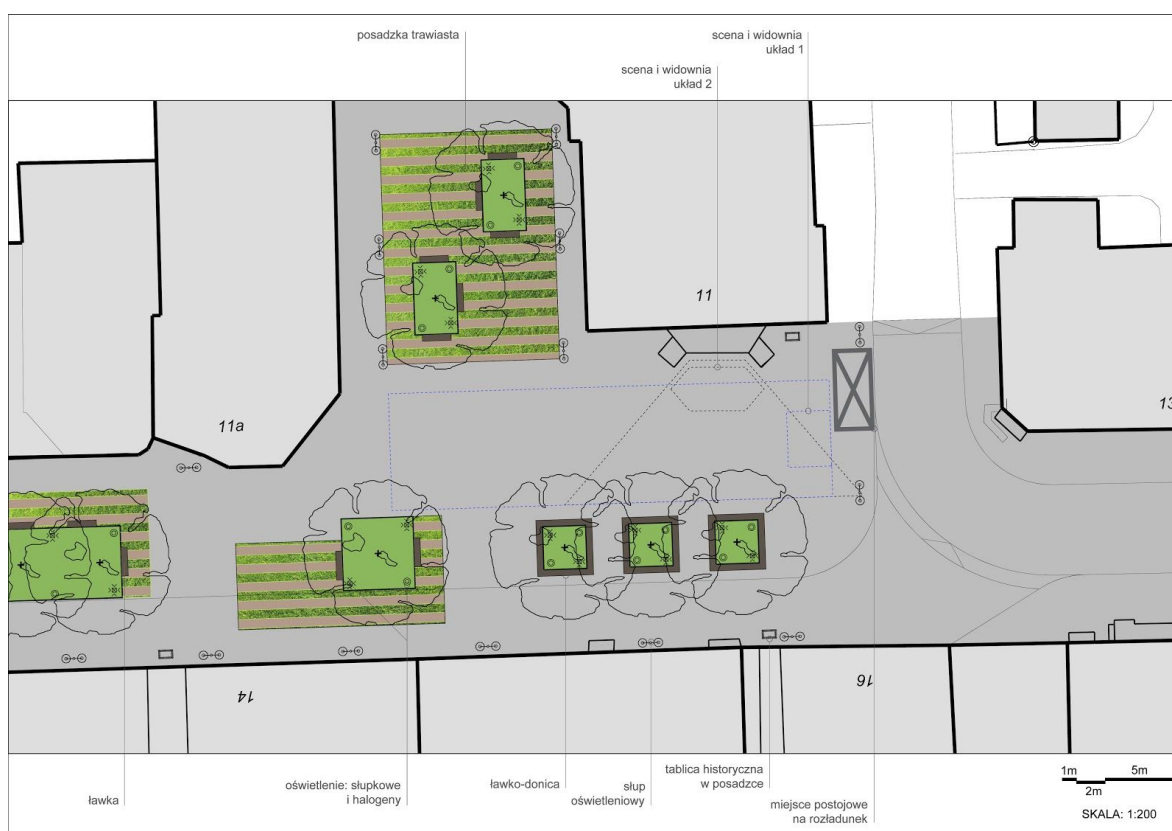 posadzka trawiasta
scena i widownia
układ 1
scena i widownia
układ 2
11
11a
13
14
16
ławka
oświetlenie: słupkowe
i halogeny
ławko-donica
słup
oświetleniowy
tablica historyczna
w posadzce
miejsce postojowe
na rozładunek
1m 5m
2m
SKALA: 1:200